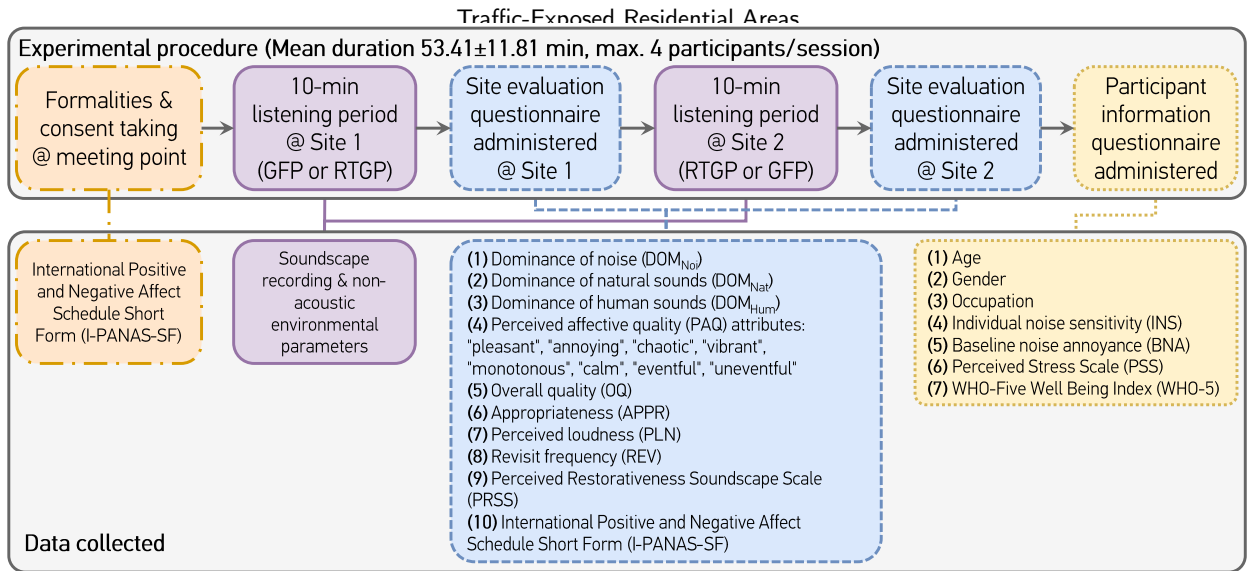 Traffic-Exposed Residential Areas
Experimental procedure (Mean duration 53.41±11.81 min, max. 4 participants/session)
Formalities &
consent taking
@ meeting point
10-min
listening period
@ Site 1
(GFP or RTGP)
Site evaluation
questionnaire
administered
@ Site 1
10-min
listening period
@ Site 2
(RTGP or GFP)
Site evaluation
questionnaire
administered
@ Site 2
Participant
information
questionnaire
administered
International Positive
and Negative Affect
Schedule Short
Form (I-PANAS-SF)
Soundscape
recording & non-
acoustic
environmental
parameters
(1) Dominance of noise (DOM_Noi)
(2) Dominance of natural sounds (DOM_Nat)
(3) Dominance of human sounds (DOM_Hum)
(4) Perceived affective quality (PAQ) attributes:
"pleasant", "annoying", "chaotic", "vibrant",
"monotonous", "calm", "eventful", "uneventful"
(5) Overall quality (OQ)
(6) Appropriateness (APPR)
(7) Perceived loudness (PLN)
(8) Revisit frequency (REV)
(9) Perceived Restorativeness Soundscape Scale
(PRSS)
(10) International Positive and Negative Affect
Schedule Short Form (I-PANAS-SF)
(1) Age
(2) Gender
(3) Occupation
(4) Individual noise sensitivity (INS)
(5) Baseline noise annoyance (BNA)
(6) Perceived Stress Scale (PSS)
(7) WHO-Five Well Being Index (WHO-5)
Data collected